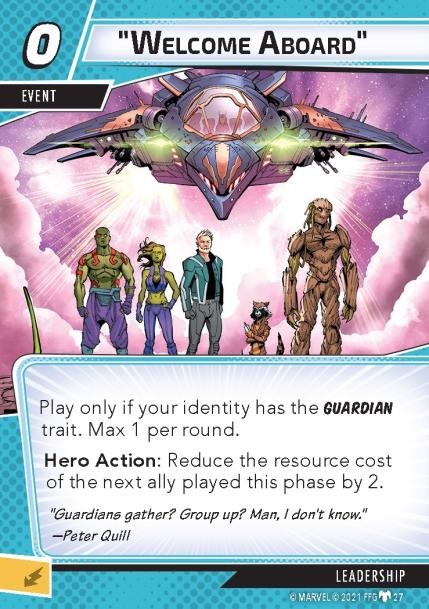 0
"Welcome Aboard"
EVENT
Play only if your identity has the GUARDIAN
trait. Max 1 per round.
Hero Action: Reduce the resource cost
of the next ally played this phase by 2.
"Guardians gather? Group up? Man, I don't know."
—Peter Quill
LEADERSHIP
© MARVEL © 2021 FFG 27